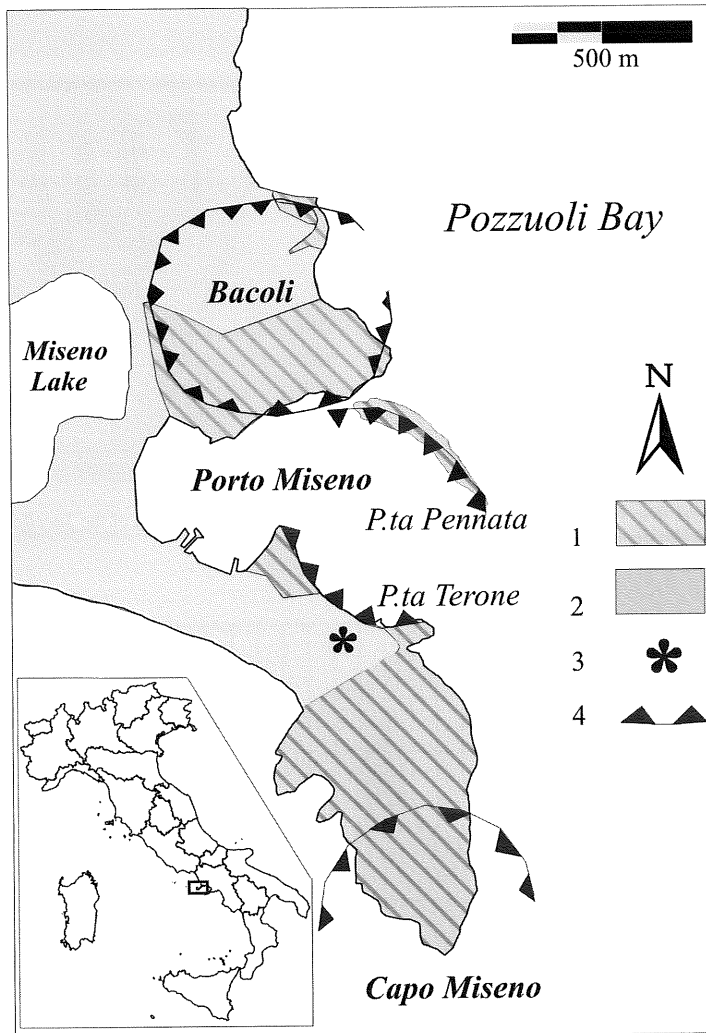 500 m
Pozzuoli Bay
Bacoli
Miseno
Lake
N
Porto Miseno
P.ta Pennata
1
P.ta Terone
2
3
4
Capo Miseno